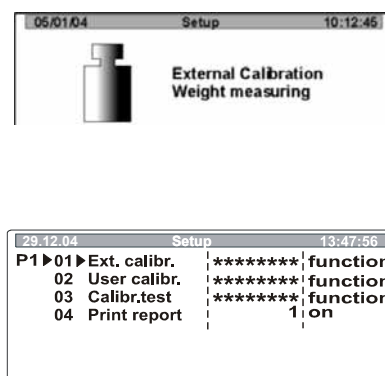 05/01/04 Setup 10:12:45
External Calibration
Weight measuring
29.12.04 Setup 13:47:56
P1 01 Ext. calibr. ******** function
02 User calibr. ******** function
03 Calibr.test ******** function
04 Print report 1 on